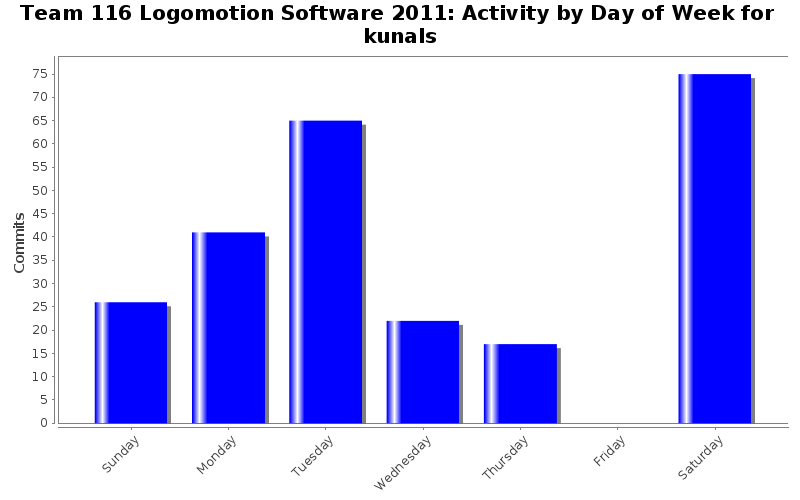 Team 116 Logomotion Software 2011: Activity by Day of Week for
kunals
75
70
65
60
55
50
45
40
35
30
25
20
15
10
5
0
Commits
Sunday
Monday
Tuesday
Wednesday
Thursday
Friday
Saturday